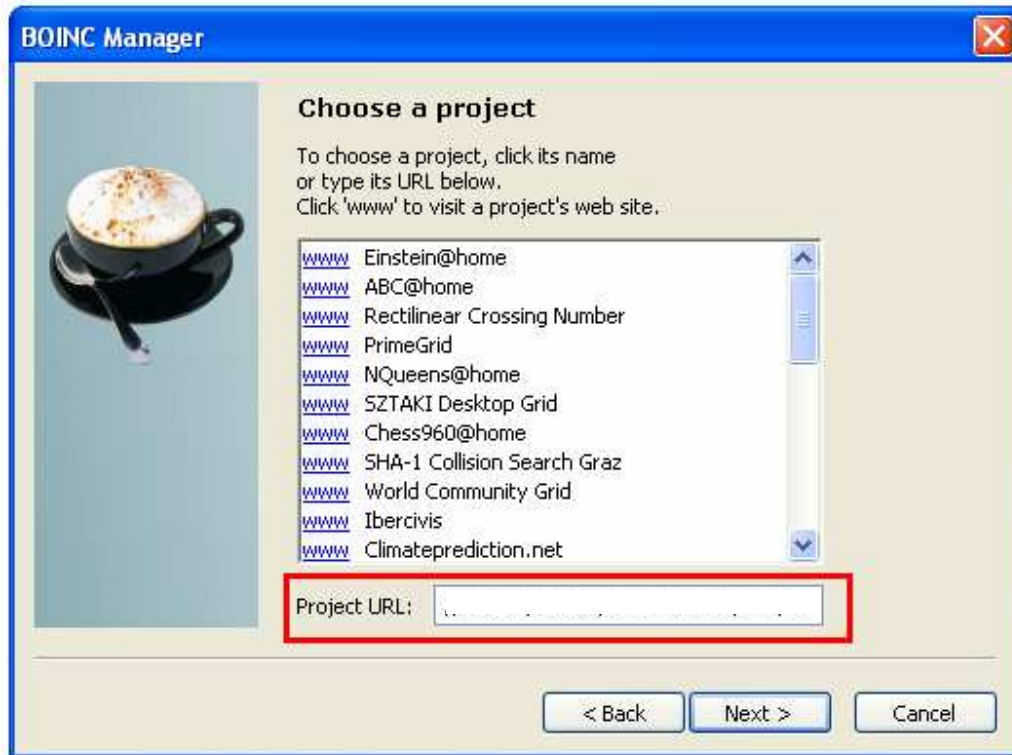 BOINC Manager
Choose a project
To choose a project, click its name
or type its URL below.
Click 'www' to visit a project's web site.
www Einstein@home
www ABC@home
www Rectilinear Crossing Number
www PrimeGrid
www NQueens@home
www SZTAKI Desktop Grid
www Chess960@home
www SHA-1 Collision Search Graz
www World Community Grid
www Ibercivis
www Climateprediction.net
Project URL:
< Back Next > Cancel